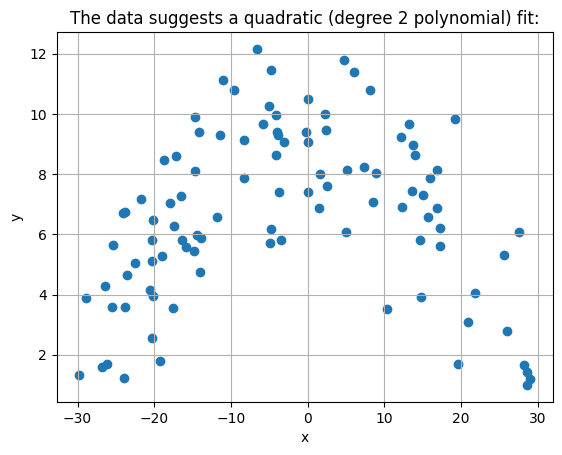 The data suggests a quadratic (degree 2 polynomial) fit:
12
10
8
6
4
2
y
−30 −20 −10 0 10 20 30
x